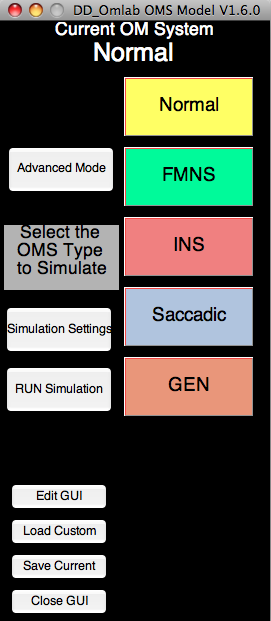 DD_Omlab OMS Model V1.6.0
Current OM System
Normal
Normal
Advanced Mode
FMNS
Select the
OMS Type
to Simulate
INS
Simulation Settings
Saccadic
RUN Simulation
GEN
Edit GUI
Load Custom
Save Current
Close GUI